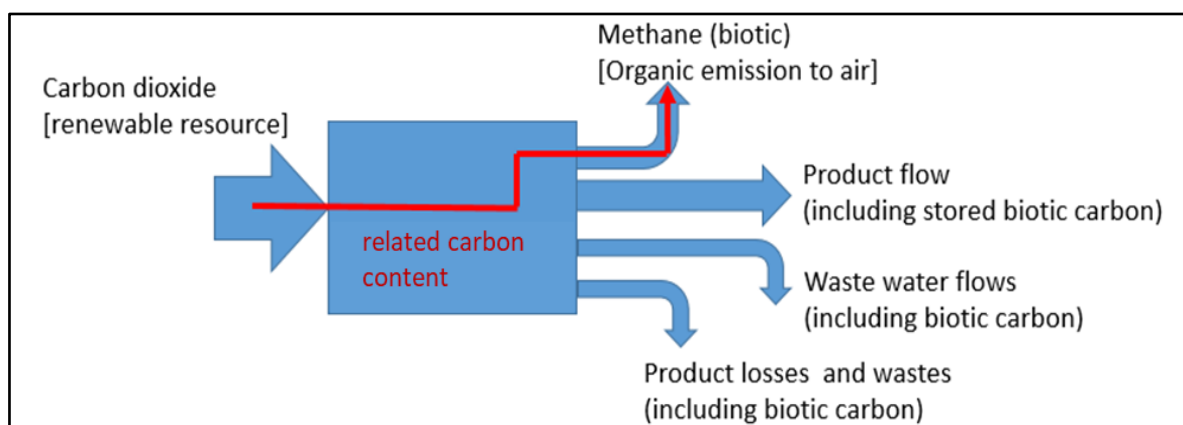 Methane (biotic)
[Organic emission to air]
Carbon dioxide
[renewable resource]
Product flow
(including stored biotic carbon)
related carbon
content
Waste water flows
(including biotic carbon)
Product losses  and wastes
(including biotic carbon)